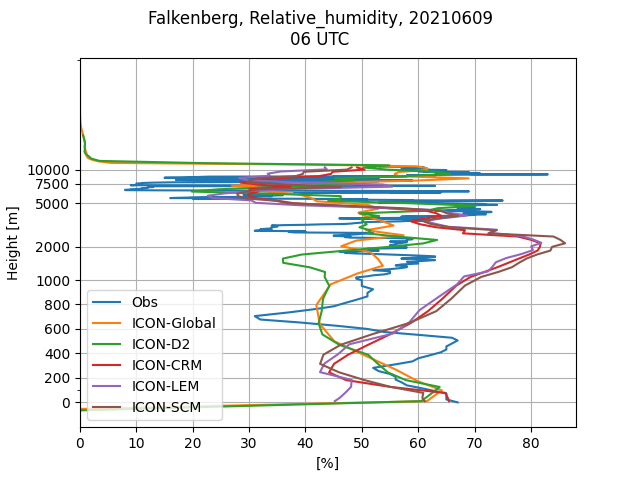 Falkenberg, Relative_humidity, 20210609
06 UTC
Height [m]
10000
7500
5000
2000
1000
800
600
400
200
0
Obs
ICON-Global
ICON-D2
ICON-CRM
ICON-LEM
ICON-SCM
0 10 20 30 40 50 60 70 80
[%]